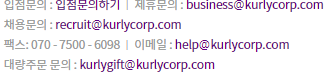 입점문의 : 입점문의하기 | 제휴문의 : business@kurlycorp.com
채용문의 : recruit@kurlycorp.com
팩스: 070 - 7500 - 6098 | 이메일 : help@kurlycorp.com
대량주문 문의 : kurlygift@kurlycorp.com